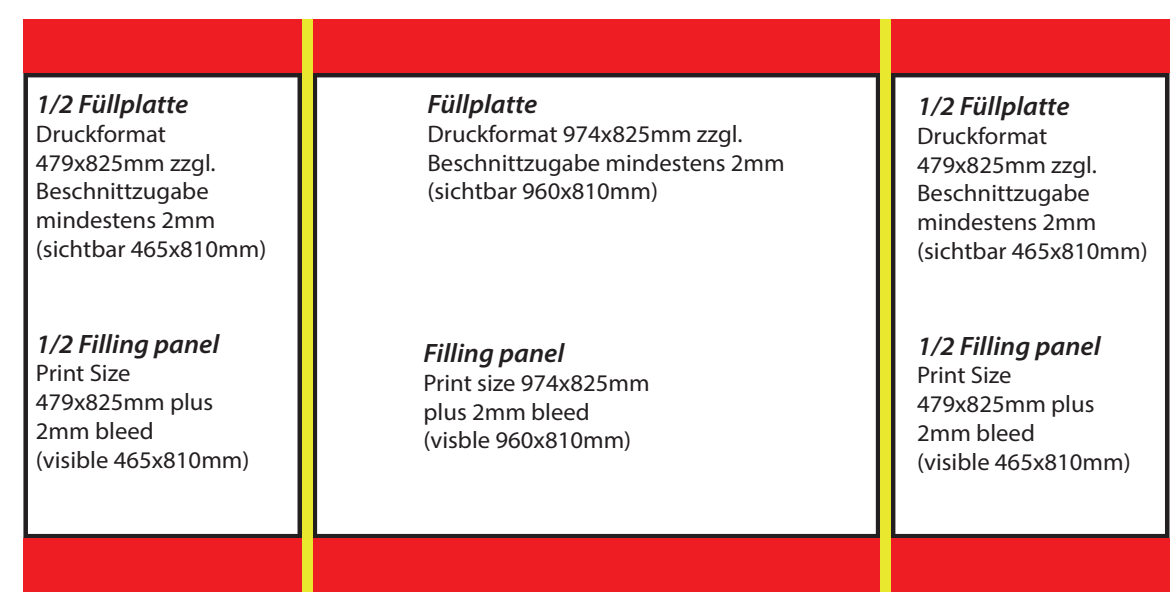 1/2 Füllplatte
Druckformat
479x825mm zzgl.
Beschnittzugabe
mindestens 2mm
(sichtbar 465x810mm)
1/2 Filling panel
Print Size
479x825mm plus
2mm bleed
(visible 465x810mm)
Füllplatte
Druckformat 974x825mm zzgl.
Beschnittzugabe mindestens 2mm
(sichtbar 960x810mm)
Filling panel
Print size 974x825mm
plus 2mm bleed
(visble 960x810mm)
1/2 Füllplatte
Druckformat
479x825mm zzgl.
Beschnittzugabe
mindestens 2mm
(sichtbar 465x810mm)
1/2 Filling panel
Print Size
479x825mm plus
2mm bleed
(visible 465x810mm)